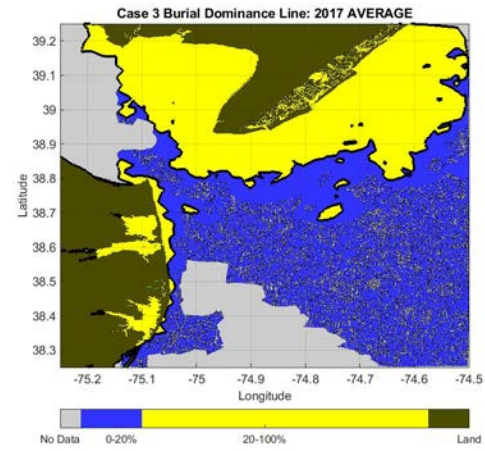 Case 3 Burial Dominance Line: 2017 AVERAGE
39.2
39.1
39
38.9
38.8
38.7
38.6
38.5
38.4
38.3
Latitude
-75.2 -75.1 -75 -74.9 -74.8 -74.7 -74.6 -74.5
Longitude
No Data 0-20% 20-100% Land